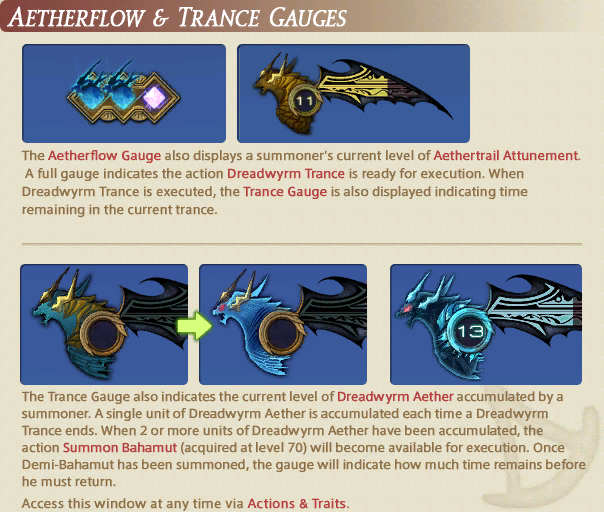 AETHERFLOW & TRANCE GAUGES
11
The Aetherflow Gauge also displays a summoner's current level of Aethertrail Attunement.
A full gauge indicates the action Dreadwyrm Trance is ready for execution. When
Dreadwyrm Trance is executed, the Trance Gauge is also displayed indicating time
remaining in the current trance.
13
The Trance Gauge also indicates the current level of Dreadwyrm Aether accumulated by a
summoner. A single unit of Dreadwyrm Aether is accumulated each time a Dreadwyrm
Trance ends. When 2 or more units of Dreadwyrm Aether have been accumulated, the
action Summon Bahamut (acquired at level 70) will become available for execution. Once
Demi-Bahamut has been summoned, the gauge will indicate how much time remains before
he must return.
Access this window at any time via Actions & Traits.